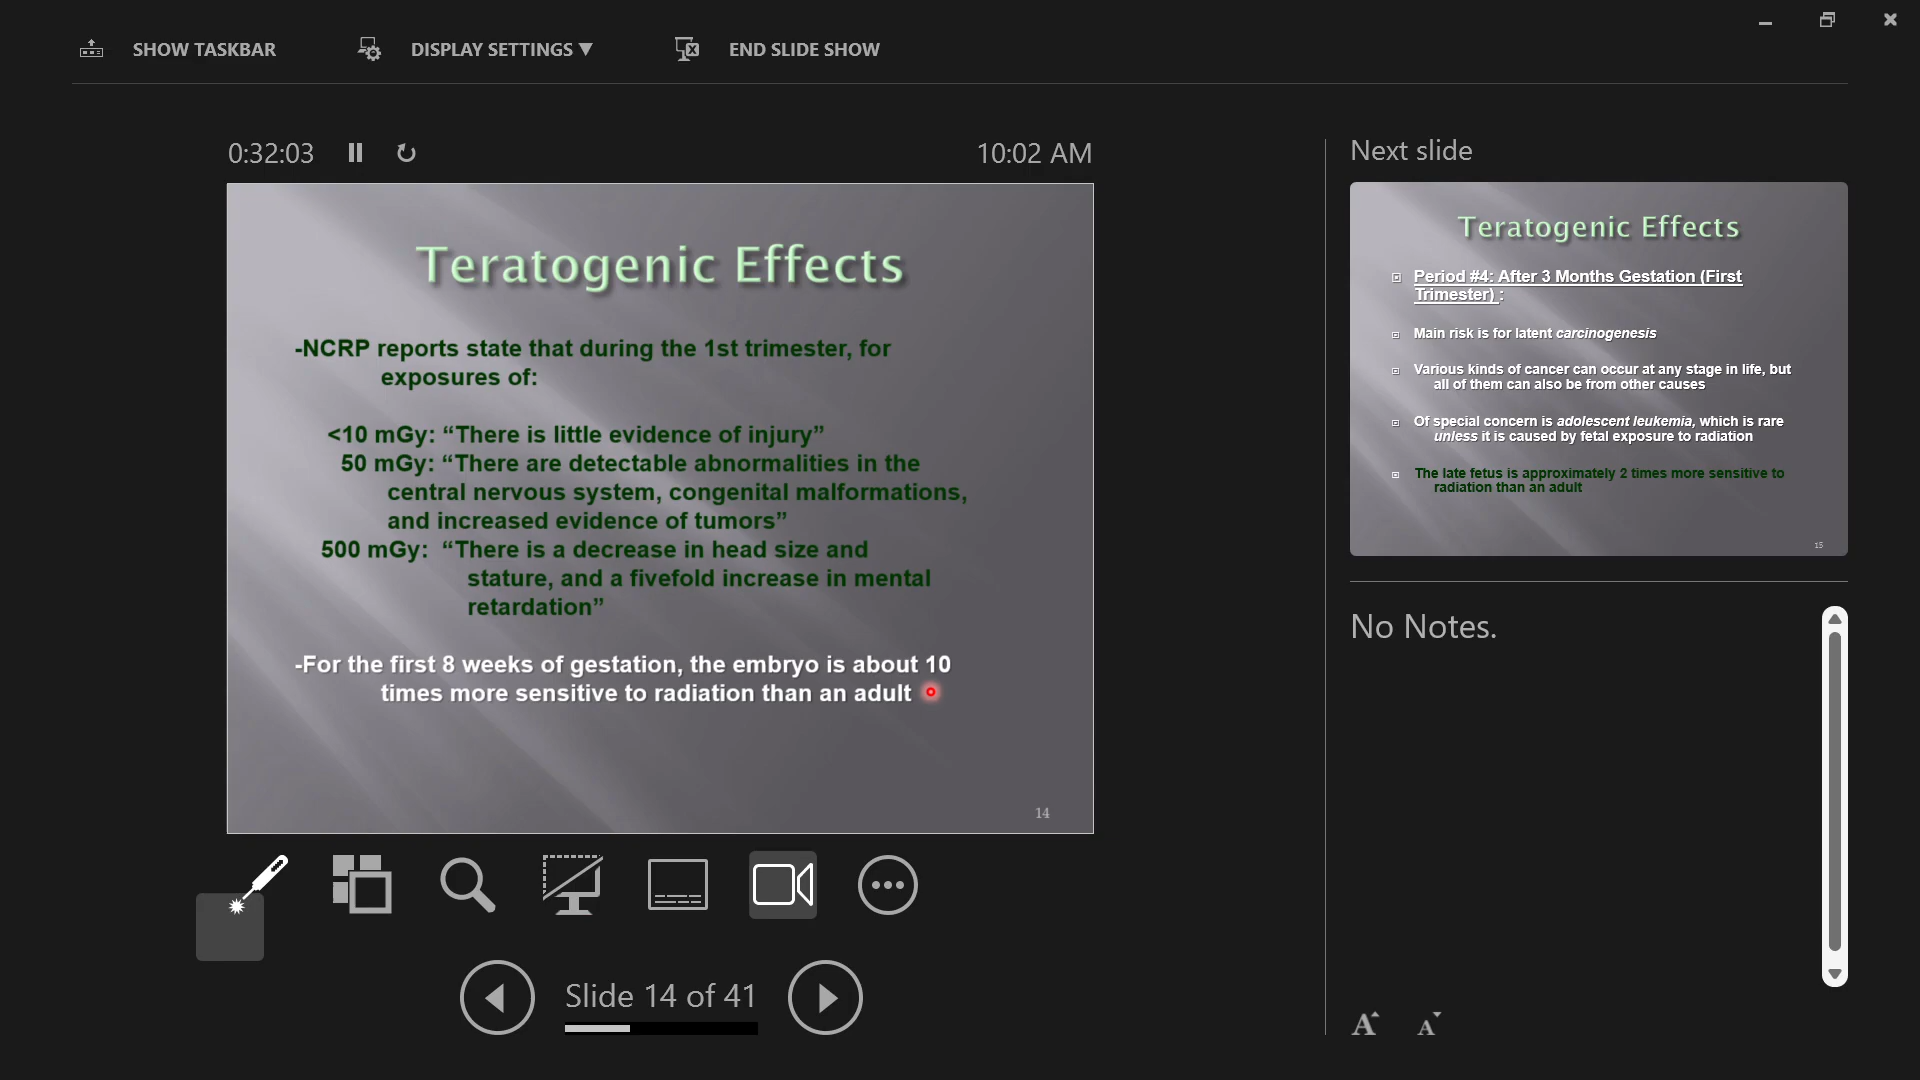 SHOW TASKBAR
DISPLAY SETTINGS ▼
END SLIDE SHOW
0:32:03
10:02 AM
Teratogenic Effects
-NCRP reports state that during the 1st trimester, for
exposures of:
<10 mGy: “There is little evidence of injury”
50 mGy: “There are detectable abnormalities in the
central nervous system, congenital malformations,
and increased evidence of tumors”
500 mGy: “There is a decrease in head size and
stature, and a fivefold increase in mental
retardation”
-For the first 8 weeks of gestation, the embryo is about 10
times more sensitive to radiation than an adult
14
Slide 14 of 41
Next slide
Teratogenic Effects
Period #4: After 3 Months Gestation (First
Trimester) :
Main risk is for latent carcinogenesis
Various kinds of cancer can occur at any stage in life, but
all of them can also be from other causes
Of special concern is adolescent leukemia, which is rare
unless it is caused by fetal exposure to radiation
The late fetus is approximately 2 times more sensitive to
radiation than an adult
15
No Notes.
A A